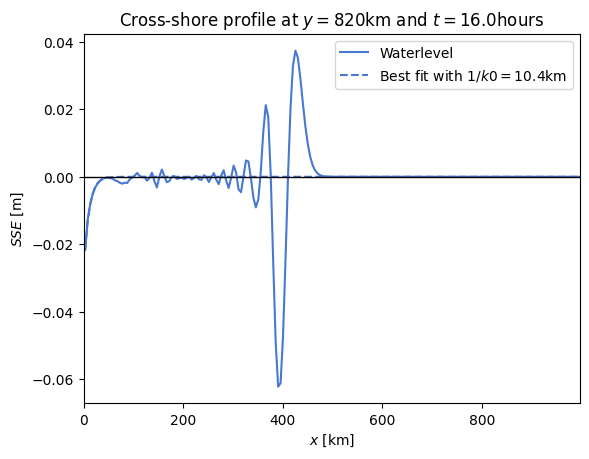 Cross-shore profile at y = 820km and t = 16.0hours
Waterlevel
Best fit with 1/k0 = 10.4km
0.04
0.02
0.00
−0.02
−0.04
−0.06
SSE [m]
0 200 400 600 800
x [km]